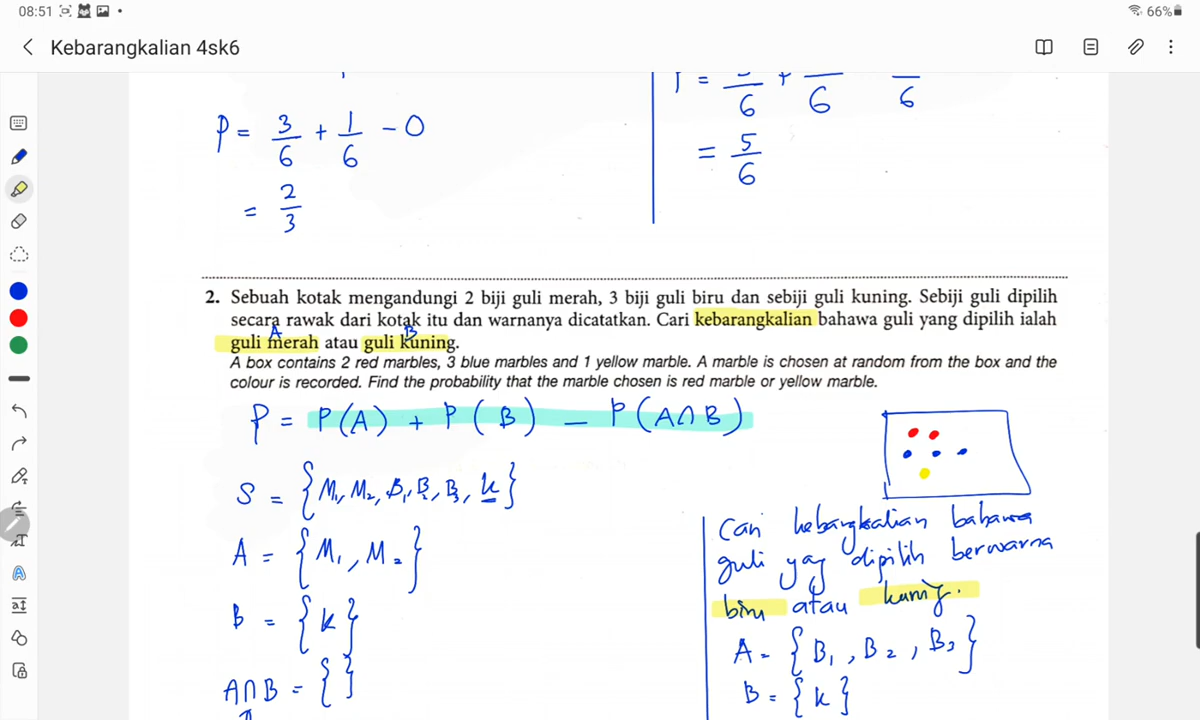 08:51
66%
Kebarangkalian 4sk6
P = 3/6 + 1/6 - 0
= 2/3
= /6 + /6 /6
= 5/6
2. Sebuah kotak mengandungi 2 biji guli merah, 3 biji guli biru dan sebiji guli kuning. Sebiji guli dipilih
secara rawak dari kotak itu dan warnanya dicatatkan. Cari kebarangkalian bahawa guli yang dipilih ialah
A B
guli merah atau guli kuning.
A box contains 2 red marbles, 3 blue marbles and 1 yellow marble. A marble is chosen at random from the box and the
colour is recorded. Find the probability that the marble chosen is red marble or yellow marble.
P = P(A) + P(B) - P(A∩B)
S = {M1, M2, B1, B2, B3, K}
A = {M1, M2}
B = {K}
A∩B = { }
Cari kebangkalian bahawa
guli yag dipilih berwarna
biru atau kuning.
A = {B1, B2, B3}
B = {K}